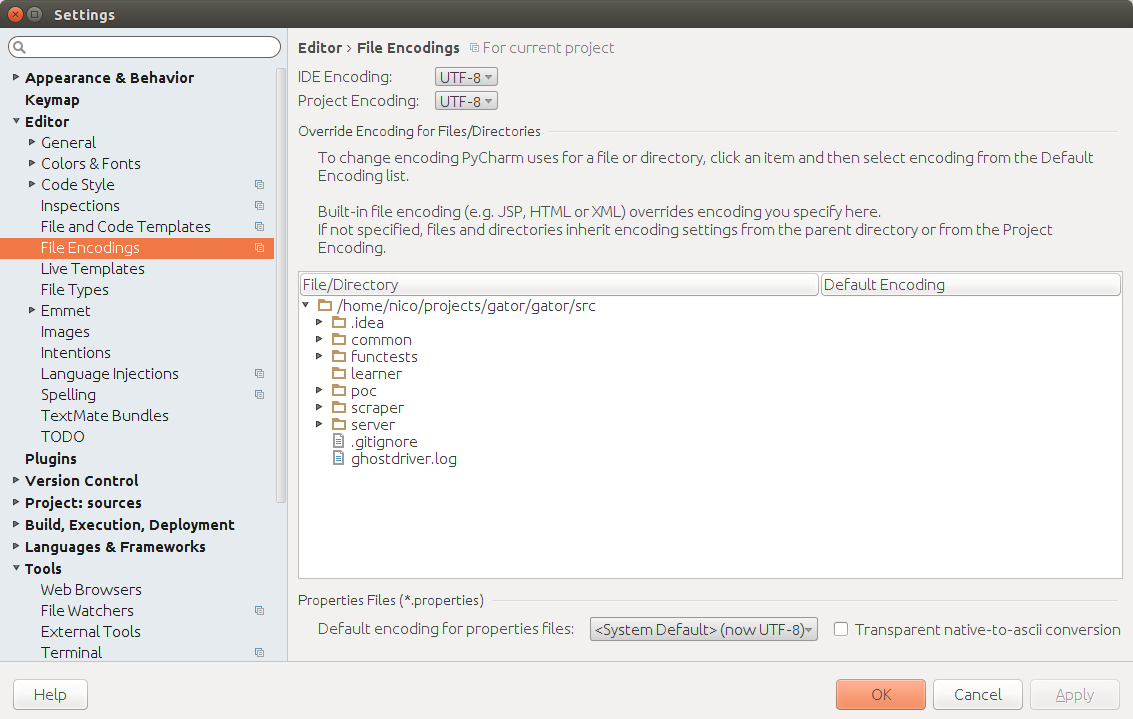 Settings
Appearance & Behavior
Keymap
Editor
General
Colors & Fonts
Code Style
Inspections
File and Code Templates
File Encodings
Live Templates
File Types
Emmet
Images
Intentions
Language Injections
Spelling
TextMate Bundles
TODO
Plugins
Version Control
Project: sources
Build, Execution, Deployment
Languages & Frameworks
Tools
Web Browsers
File Watchers
External Tools
Terminal
Editor › File Encodings For current project
IDE Encoding: UTF-8
Project Encoding: UTF-8
Override Encoding for Files/Directories
To change encoding PyCharm uses for a file or directory, click an item and then select encoding from the Default
Encoding list.
Built-in file encoding (e.g. JSP, HTML or XML) overrides encoding you specify here.
If not specified, files and directories inherit encoding settings from the parent directory or from the Project
Encoding.
File/Directory Default Encoding
/home/nico/projects/gator/gator/src
.idea
common
functests
learner
poc
scraper
server
.gitignore
ghostdriver.log
Properties Files (*.properties)
Default encoding for properties files: <System Default> (now UTF-8) Transparent native-to-ascii conversion
Help OK Cancel Apply